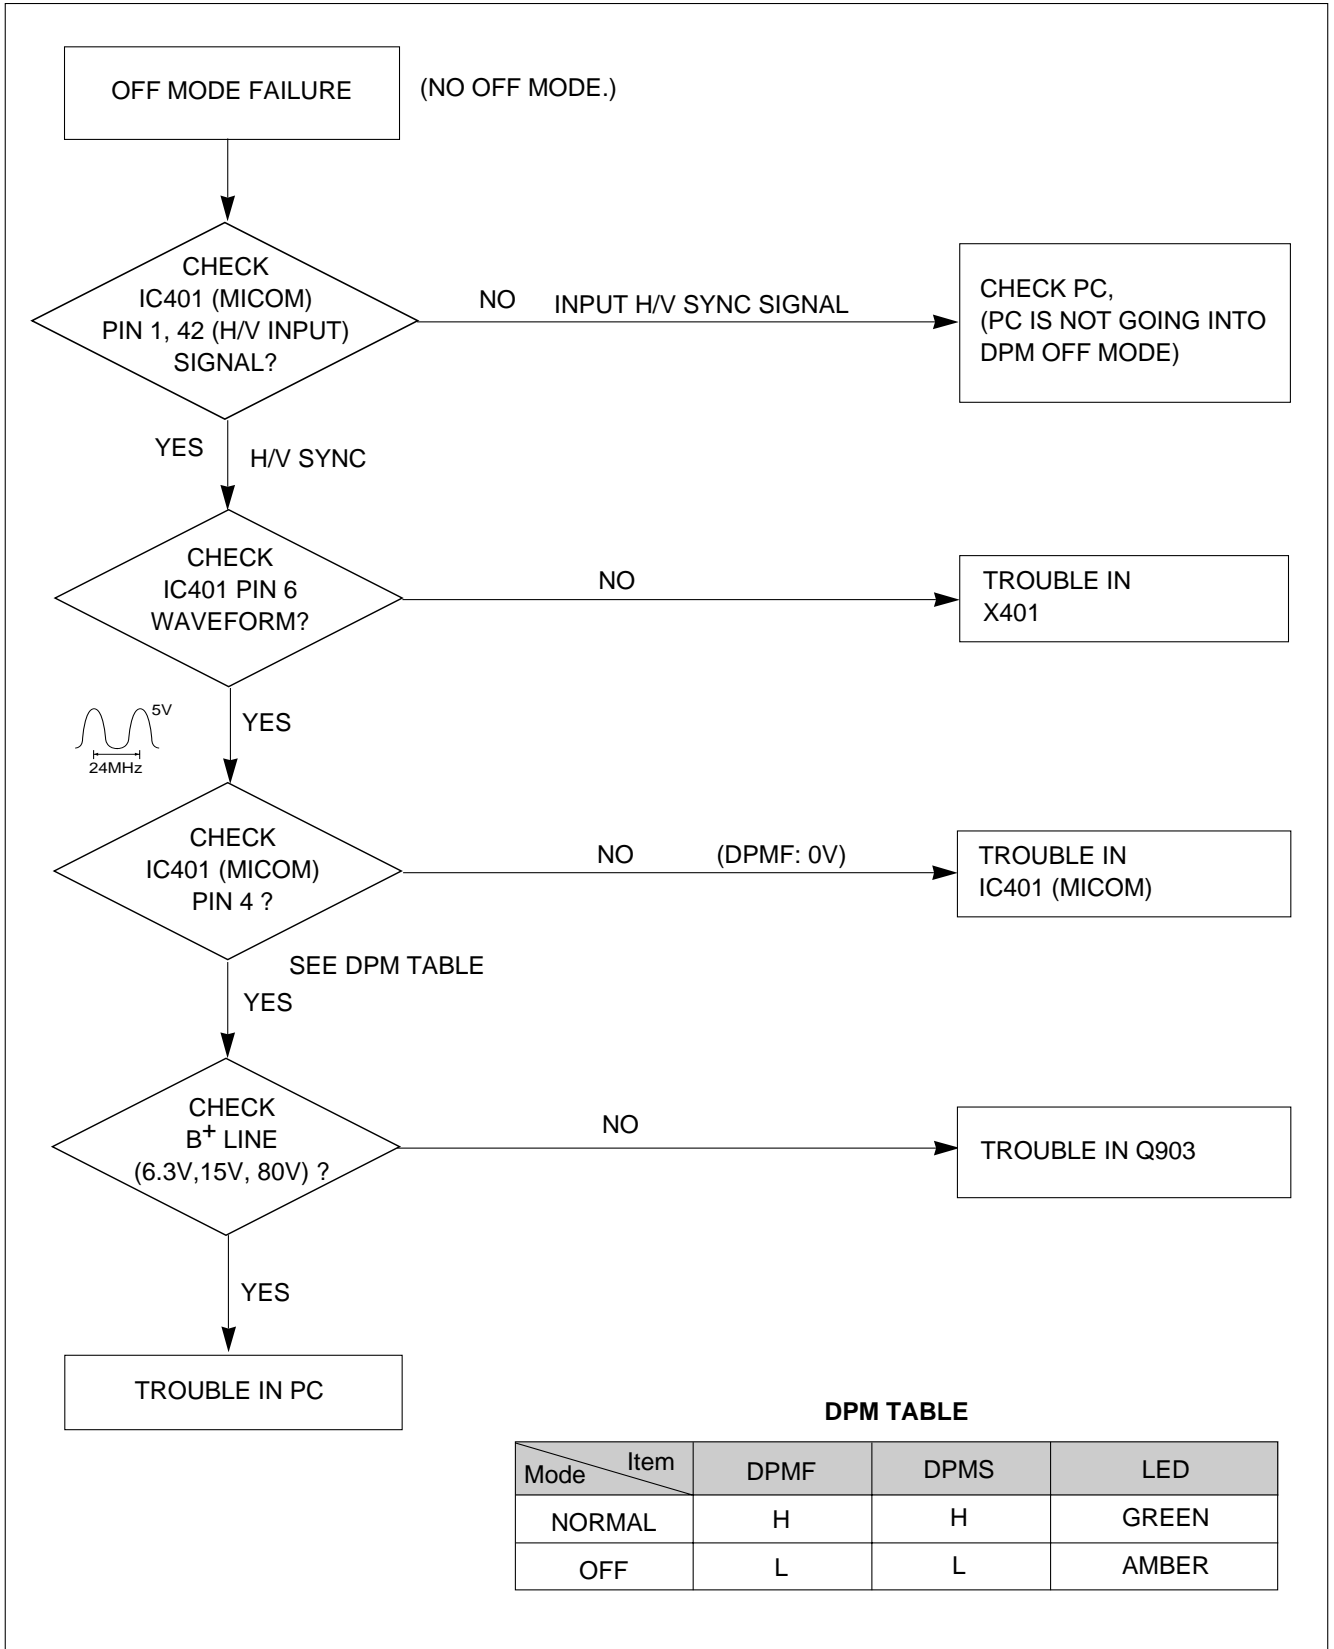 OFF MODE FAILURE
(NO OFF MODE.)
CHECK
IC401 (MICOM)
PIN 1, 42 (H/V INPUT)
SIGNAL?
NO INPUT H/V SYNC SIGNAL
CHECK PC,
(PC IS NOT GOING INTO
DPM OFF MODE)
YES
H/V SYNC
CHECK
IC401 PIN 6
WAVEFORM?
NO
TROUBLE IN
X401
5V
24MHz
YES
CHECK
IC401 (MICOM)
PIN 4 ?
NO (DPMF: 0V)
TROUBLE IN
IC401 (MICOM)
SEE DPM TABLE
YES
CHECK
B+ LINE
(6.3V,15V, 80V) ?
NO
TROUBLE IN Q903
YES
TROUBLE IN PC
DPM TABLE
Mode Item DPMF DPMS LED
NORMAL H H GREEN
OFF L L AMBER